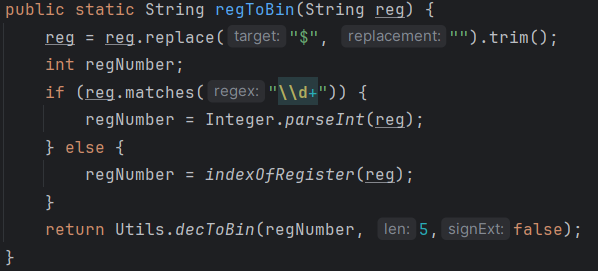 public static String regToBin(String reg) {
    reg = reg.replace( target: "$", replacement: "").trim();
    int regNumber;
    if (reg.matches( regex: "\\d+")) {
        regNumber = Integer.parseInt(reg);
    } else {
        regNumber = indexOfRegister(reg);
    }
    return Utils.decToBin(regNumber, len: 5, signExt: false);
}